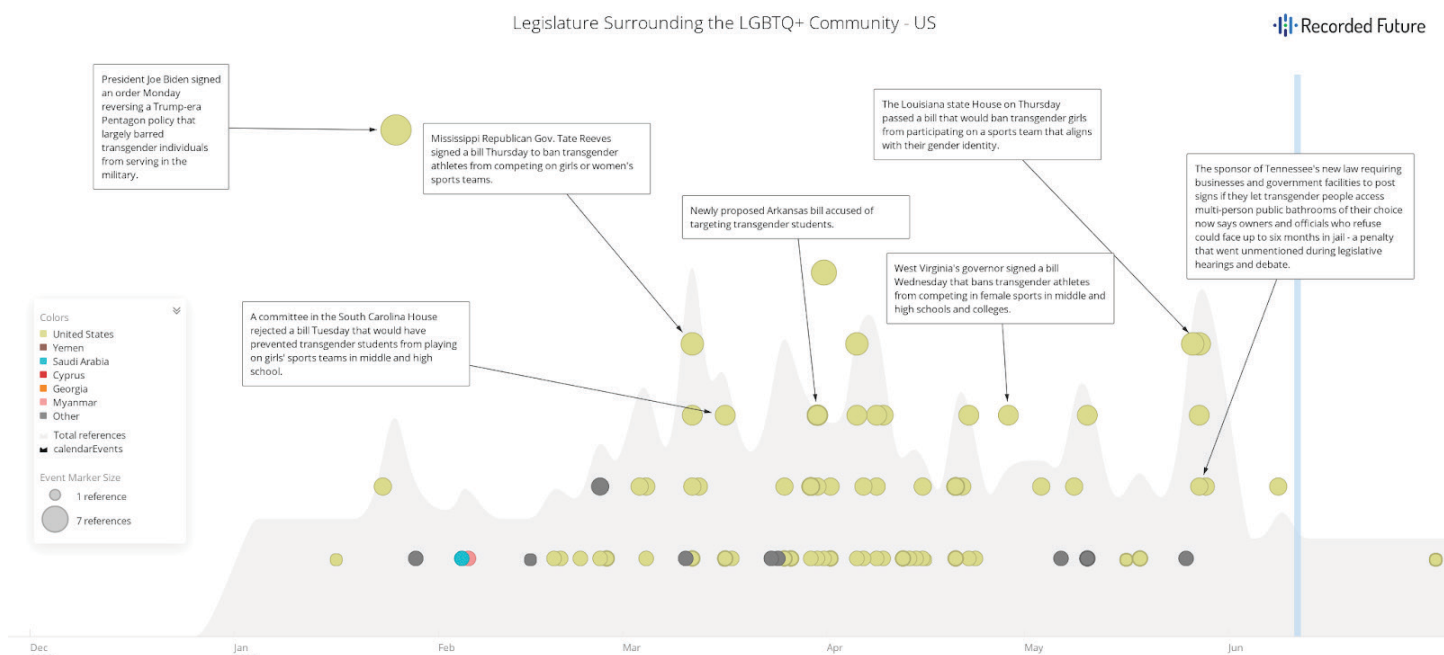 Legislature Surrounding the LGBTQ+ Community - US
Recorded Future
President Joe Biden signed
an order Monday
reversing a Trump-era
Pentagon policy that
largely barred
transgender individuals
from serving in the
military.
Mississippi Republican Gov. Tate Reeves
signed a bill Thursday to ban transgender
athletes from competing on girls or women's
sports teams.
The Louisiana state House on Thursday
passed a bill that would ban transgender girls
from participating on a sports team that aligns
with their gender identity.
The sponsor of Tennessee's new law requiring
businesses and government facilities to post
signs if they let transgender people access
multi-person public bathrooms of their choice
now says owners and officials who refuse
could face up to six months in jail - a penalty
that went unmentioned during legislative
hearings and debate.
Newly proposed Arkansas bill accused of
targeting transgender students.
West Virginia's governor signed a bill
Wednesday that bans transgender athletes
from competing in female sports in middle and
high schools and colleges.
A committee in the South Carolina House
rejected a bill Tuesday that would have
prevented transgender students from playing
on girls' sports teams in middle and high
school.
Colors
United States
Yemen
Saudi Arabia
Cyprus
Georgia
Myanmar
Other
Total references
calendarEvents
Event Marker Size
1 reference
7 references
Dec
Jan
Feb
Mar
Apr
May
Jun